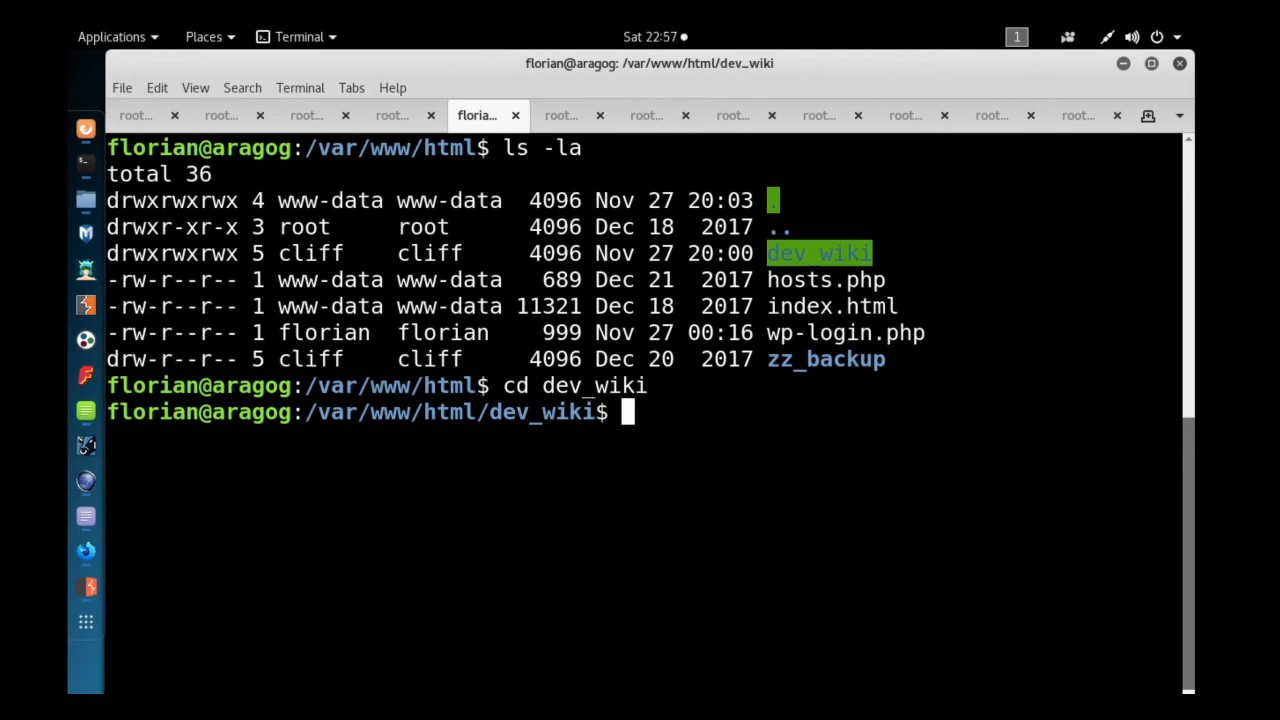 Applications Places Terminal Sat 22:57 1
florian@aragog: /var/www/html/dev_wiki
File Edit View Search Terminal Tabs Help
root... root... root... root... floria... root... root... root... root... root... root... root...
florian@aragog:/var/www/html$ ls -la
total 36
drwxrwxrwx 4 www-data www-data 4096 Nov 27 20:03 .
drwxr-xr-x 3 root root 4096 Dec 18 2017 ..
drwxrwxrwx 5 cliff cliff 4096 Nov 27 20:00 dev_wiki
-rw-r--r-- 1 www-data www-data 689 Dec 21 2017 hosts.php
-rw-r--r-- 1 www-data www-data 11321 Dec 18 2017 index.html
-rw-r--r-- 1 florian florian 999 Nov 27 00:16 wp-login.php
drw-r--r-- 5 cliff cliff 4096 Dec 20 2017 zz_backup
florian@aragog:/var/www/html$ cd dev_wiki
florian@aragog:/var/www/html/dev_wiki$